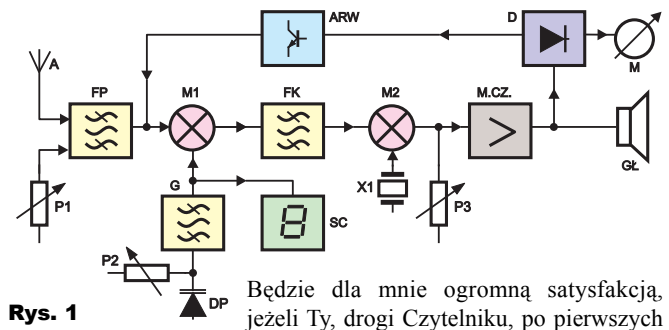 ARW
D
A
M
FP
M1
FK
M2
M.CZ.
GŁ
G
X1
P1
P3
SC
P2
DP
Rys. 1
Będzie dla mnie ogromną satysfakcją,
jeżeli Ty, drogi Czytelniku, po pierwszych